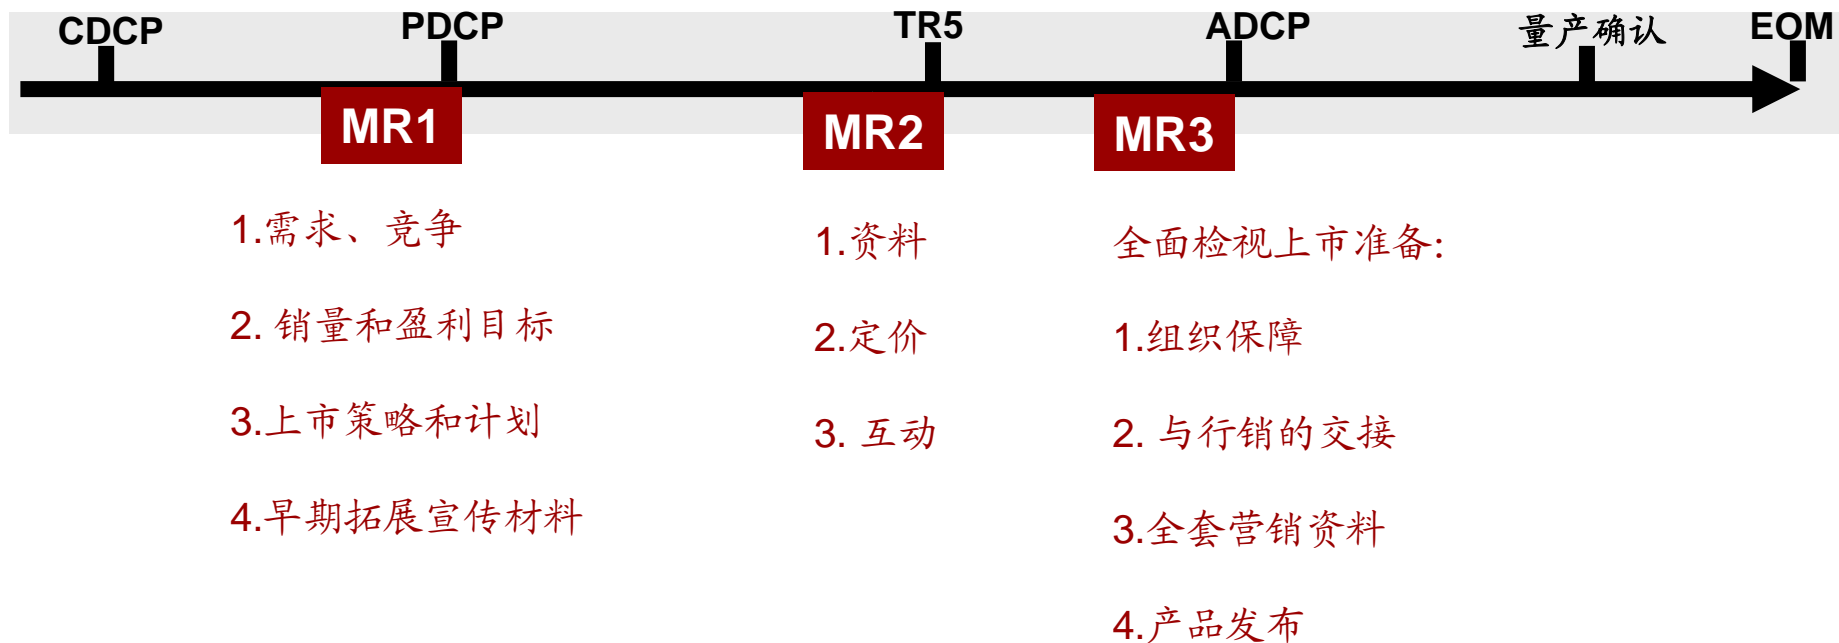 CDCP PDCP TR5 ADCP 量产确认 EOM
MR1 MR2 MR3
1.需求、竞争
2. 销量和盈利目标
3.上市策略和计划
4.早期拓展宣传材料
1.资料
2.定价
3. 互动
全面检视上市准备:
1.组织保障
2. 与行销的交接
3.全套营销资料
4.产品发布